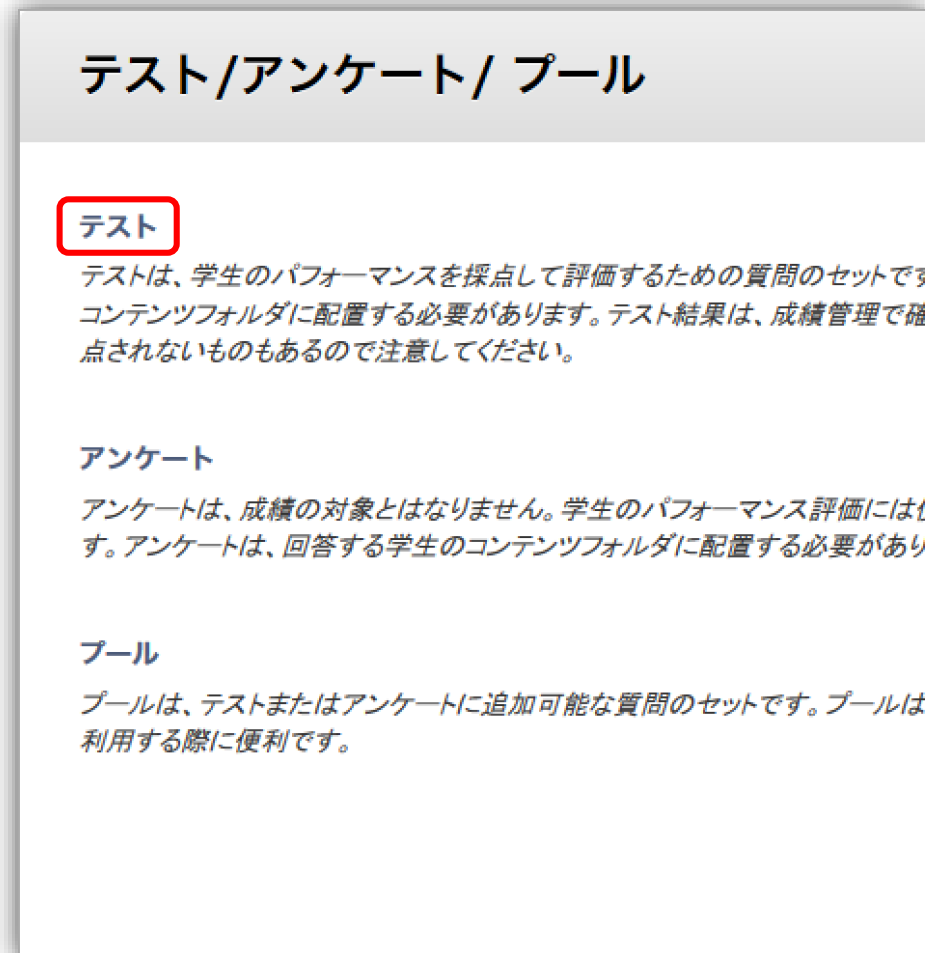 テスト/アンケート/ プール
テスト
テストは、学生のパフォーマンスを採点して評価するための質問のセットです
コンテンツフォルダに配置する必要があります。テスト結果は、成績管理で確
点されないものもあるので注意してください。
アンケート
アンケートは、成績の対象とはなりません。学生のパフォーマンス評価には
す。アンケートは、回答する学生のコンテンツフォルダに配置する必要があり
プール
プールは、テストまたはアンケートに追加可能な質問のセットです。プールは
利用する際に便利です。